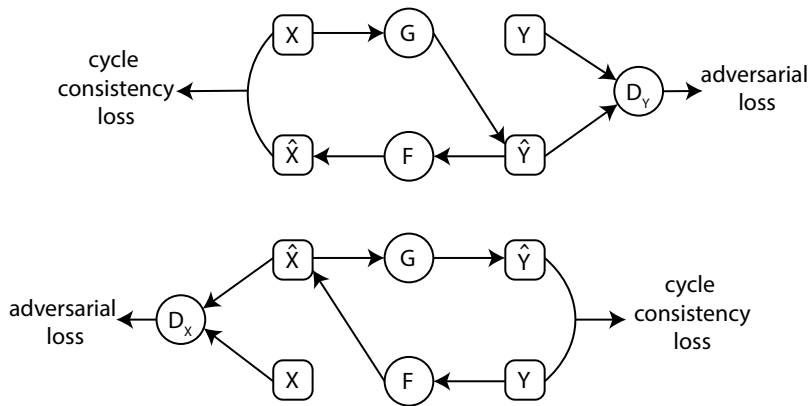 X
G
Y
cycle
consistency
loss
D_Y
adversarial
loss
X̂
F
Ŷ
X̂
G
Ŷ
adversarial
loss
D_X
cycle
consistency
loss
X
F
Y